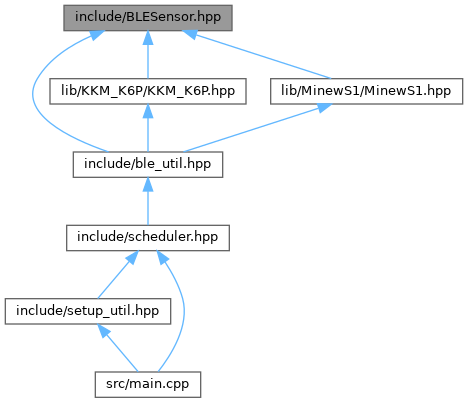 include/BLESensor.hpp
lib/KKM_K6P/KKM_K6P.hpp
lib/MinewS1/MinewS1.hpp
include/ble_util.hpp
include/scheduler.hpp
include/setup_util.hpp
src/main.cpp